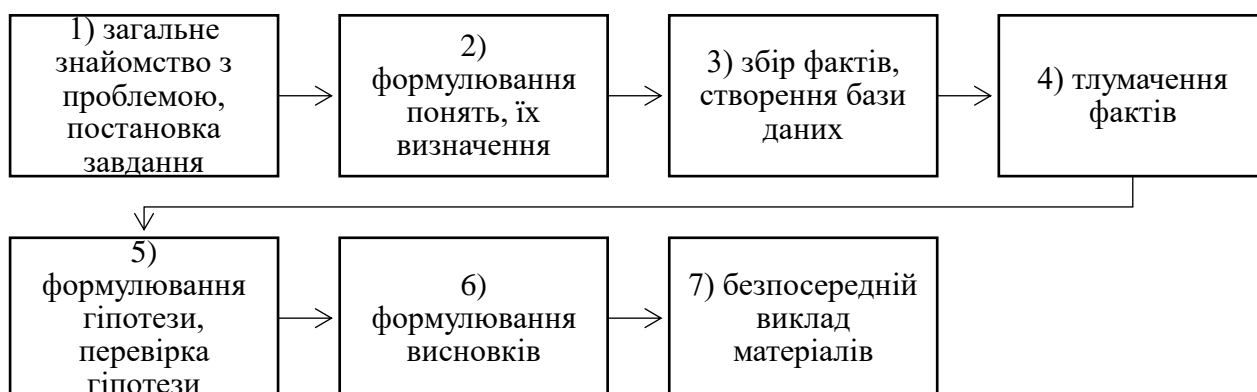 1) загальне
знайомство з
проблемою,
постановка
завдання
2)
формулювання
понять, їх
визначення
3) збір фактів,
створення бази
даних
4) тлумачення
фактів
5)
формулювання
гіпотези,
перевірка
гіпотези
6)
формулювання
висновків
7) безпосередній
виклад
матеріалів